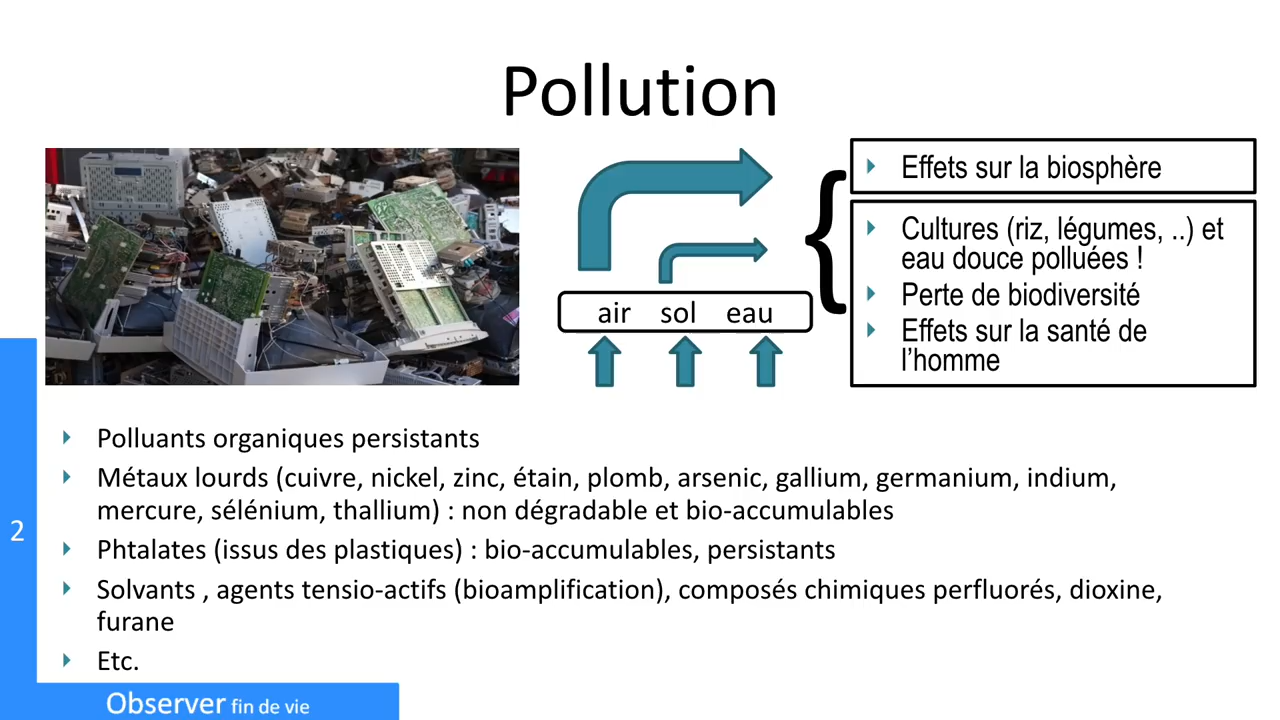 Pollution
Effets sur la biosphère
Cultures (riz, légumes, ..) et
eau douce polluées !
Perte de biodiversité
Effets sur la santé de
l’homme
air sol eau
Polluants organiques persistants
Métaux lourds (cuivre, nickel, zinc, étain, plomb, arsenic, gallium, germanium, indium,
mercure, sélénium, thallium) : non dégradable et bio-accumulables
Phtalates (issus des plastiques) : bio-accumulables, persistants
Solvants , agents tensio-actifs (bioamplification), composés chimiques perfluorés, dioxine,
furane
Etc.
2
Observer fin de vie